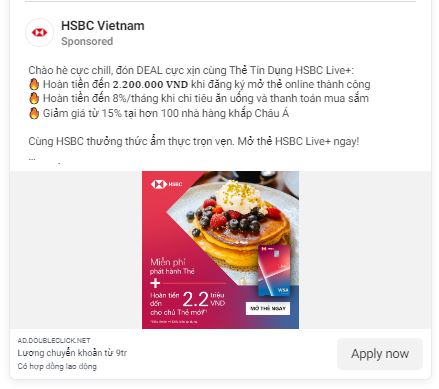 HSBC Vietnam
Sponsored
Chào hè cực chill, đón DEAL cực xịn cùng Thẻ Tín Dụng HSBC Live+:
🔥 Hoàn tiền đến 2.200.000 VND khi đăng ký mở thẻ online thành công
🔥 Hoàn tiền đến 8%/tháng khi chi tiêu ăn uống và thanh toán mua sắm
🔥 Giảm giá từ 15% tại hơn 100 nhà hàng khắp Châu Á
Cùng HSBC thưởng thức ẩm thực trọn vẹn. Mở thẻ HSBC Live+ ngay!
...
HSBC
Miễn phí
phát hành Thẻ
+
Hoàn tiền đến 2.2 triệu VND
cho chủ Thẻ mới*
VISA
MỞ THẺ NGAY
AD.DOUBLECLICK.NET
Lương chuyển khoản từ 9tr
Có hợp đồng lao động
Apply now